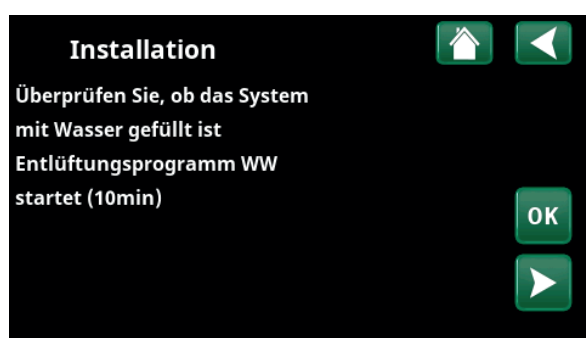 Installation
Überprüfen Sie, ob das System
mit Wasser gefüllt ist
Entlüftungsprogramm WW
startet (10min)
OK